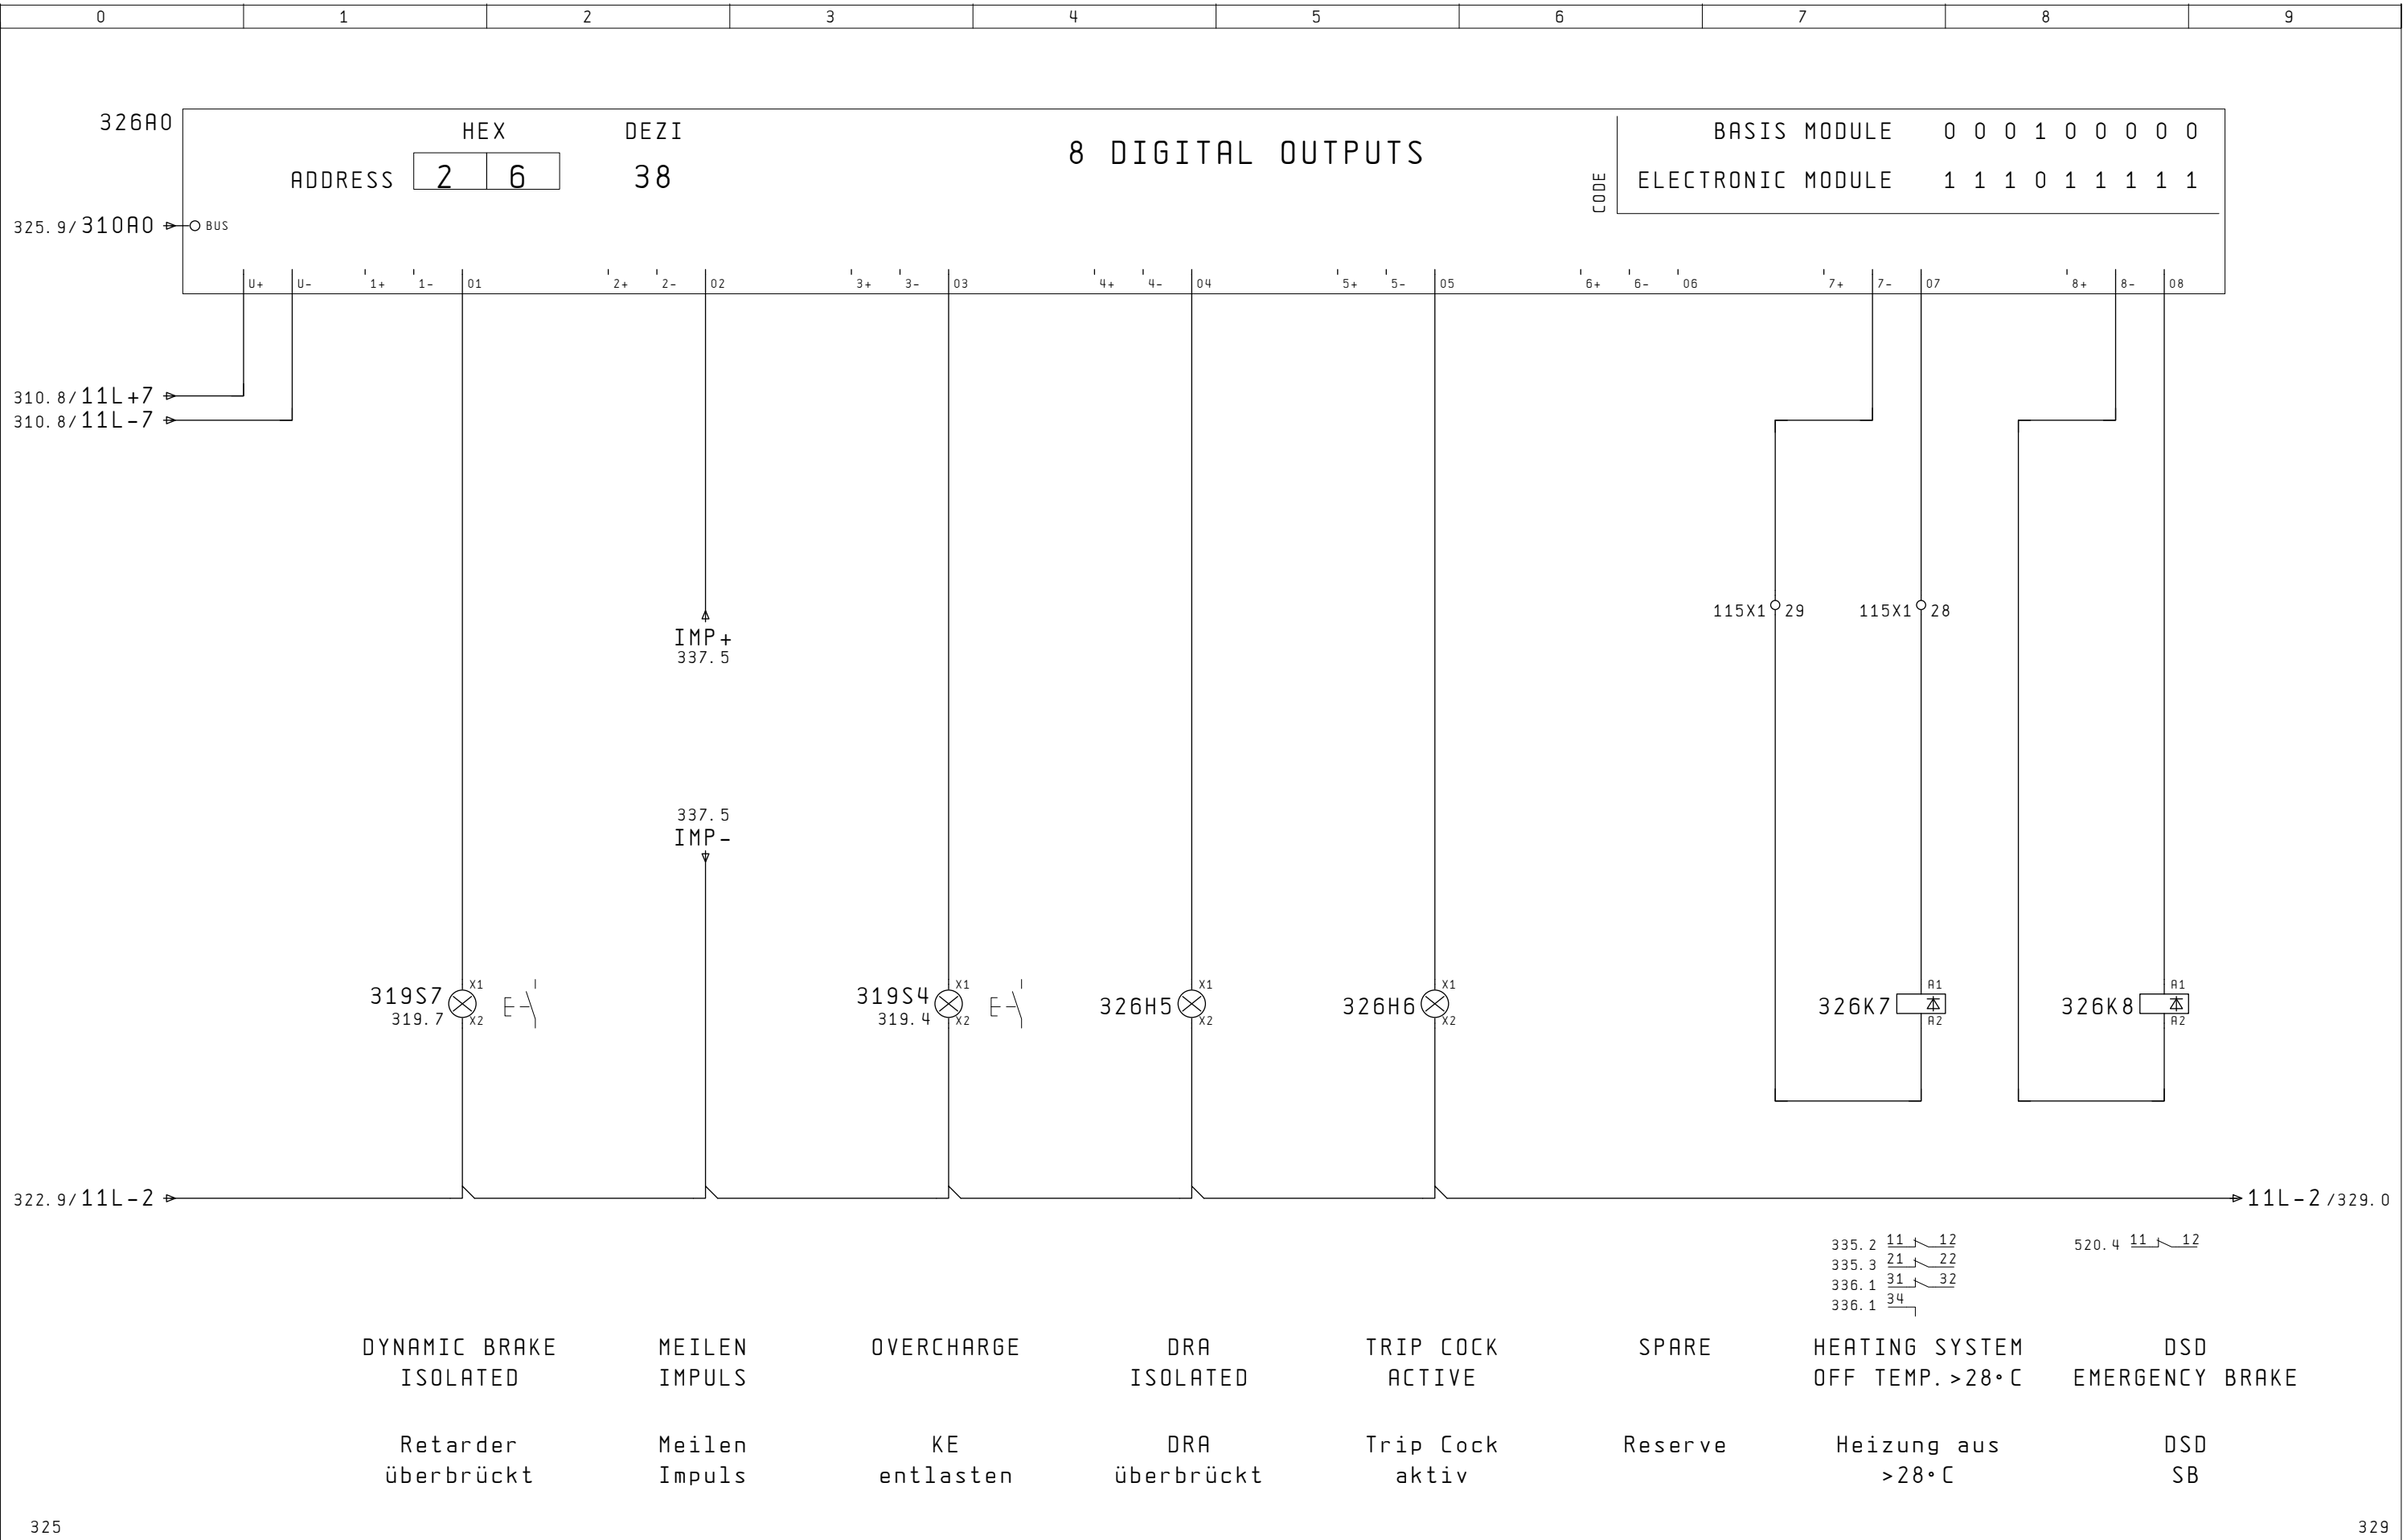 0 1 2 3 4 5 6 7 8 9
326A0
HEX DEZI
ADDRESS 2 6 38
8 DIGITAL OUTPUTS
CODE
BASIS MODULE 0 0 0 1 0 0 0 0 0
ELECTRONIC MODULE 1 1 1 0 1 1 1 1 1
325.9/310A0 BUS
U+ U- 1+ 1- 01 2+ 2- 02 3+ 3- 03 4+ 4- 04 5+ 5- 05 6+ 6- 06 7+ 7- 07 8+ 8- 08
310.8/11L+7
310.8/11L-7
115X1 29 115X1 28
IMP+
337.5
337.5
IMP-
X1 X1 X1 X1 A1 A1
319S7 319S4 326H5 326H6 326K7 326K8
319.7 X2 319.4 X2 X2 X2 A2 A2
322.9/11L-2 11L-2/329.0
335.2 11 12 520.4 11 12
335.3 21 22
336.1 31 32
336.1 34
DYNAMIC BRAKE MEILEN OVERCHARGE DRA TRIP COCK SPARE HEATING SYSTEM DSD
ISOLATED IMPULS ISOLATED ACTIVE OFF TEMP.>28°C EMERGENCY BRAKE
Retarder Meilen KE DRA Trip Cock Reserve Heizung aus DSD
überbrückt Impuls entlasten überbrückt aktiv >28°C SB
325 329